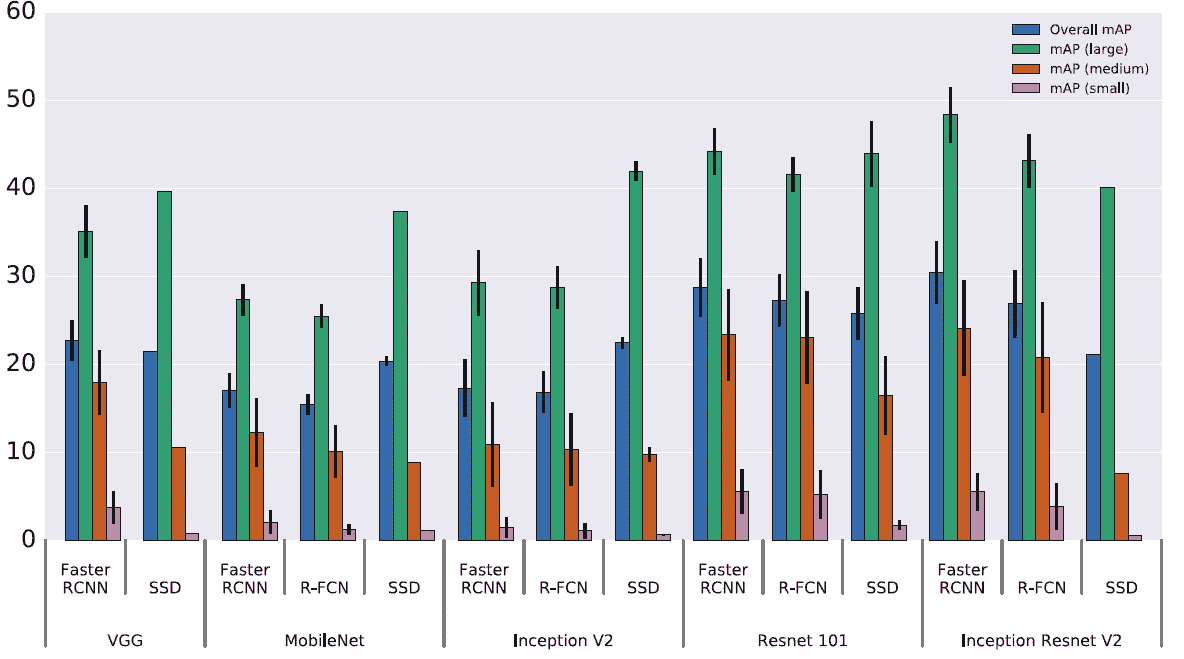 60
50
40
30
20
10
0
Overall mAP
mAP (large)
mAP (medium)
mAP (small)
Faster
RCNN
SSD
Faster
RCNN
R-FCN
SSD
Faster
RCNN
R-FCN
SSD
Faster
RCNN
R-FCN
SSD
Faster
RCNN
R-FCN
SSD
VGG
MobileNet
Inception V2
Resnet 101
Inception Resnet V2